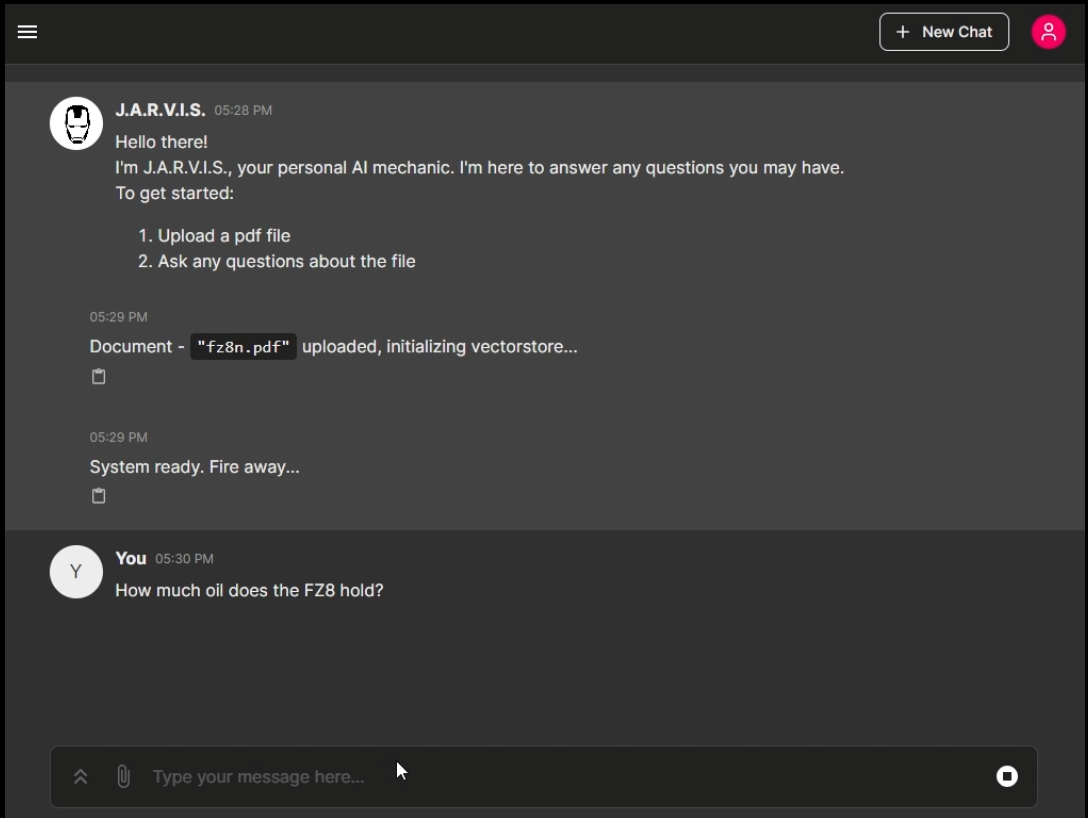 + New Chat
J.A.R.V.I.S. 05:28 PM
Hello there!
I'm J.A.R.V.I.S., your personal AI mechanic. I'm here to answer any questions you may have.
To get started:
1. Upload a pdf file
2. Ask any questions about the file
05:29 PM
Document - "fz8n.pdf" uploaded, initializing vectorstore...
05:29 PM
System ready. Fire away...
Y
You 05:30 PM
How much oil does the FZ8 hold?
Type your message here...